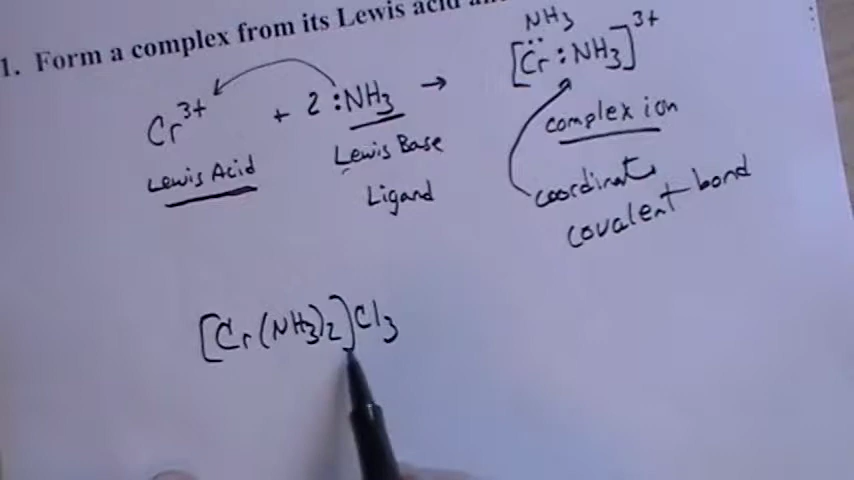 1. Form a complex from its Lewis acid
Cr³⁺ + 2 :NH₃ → [Cr:NH₃]³⁺
NH₃
Lewis Acid
Lewis Base
Ligand
complex ion
coordinate
covalent bond
[Cr(NH₃)₂]Cl₃